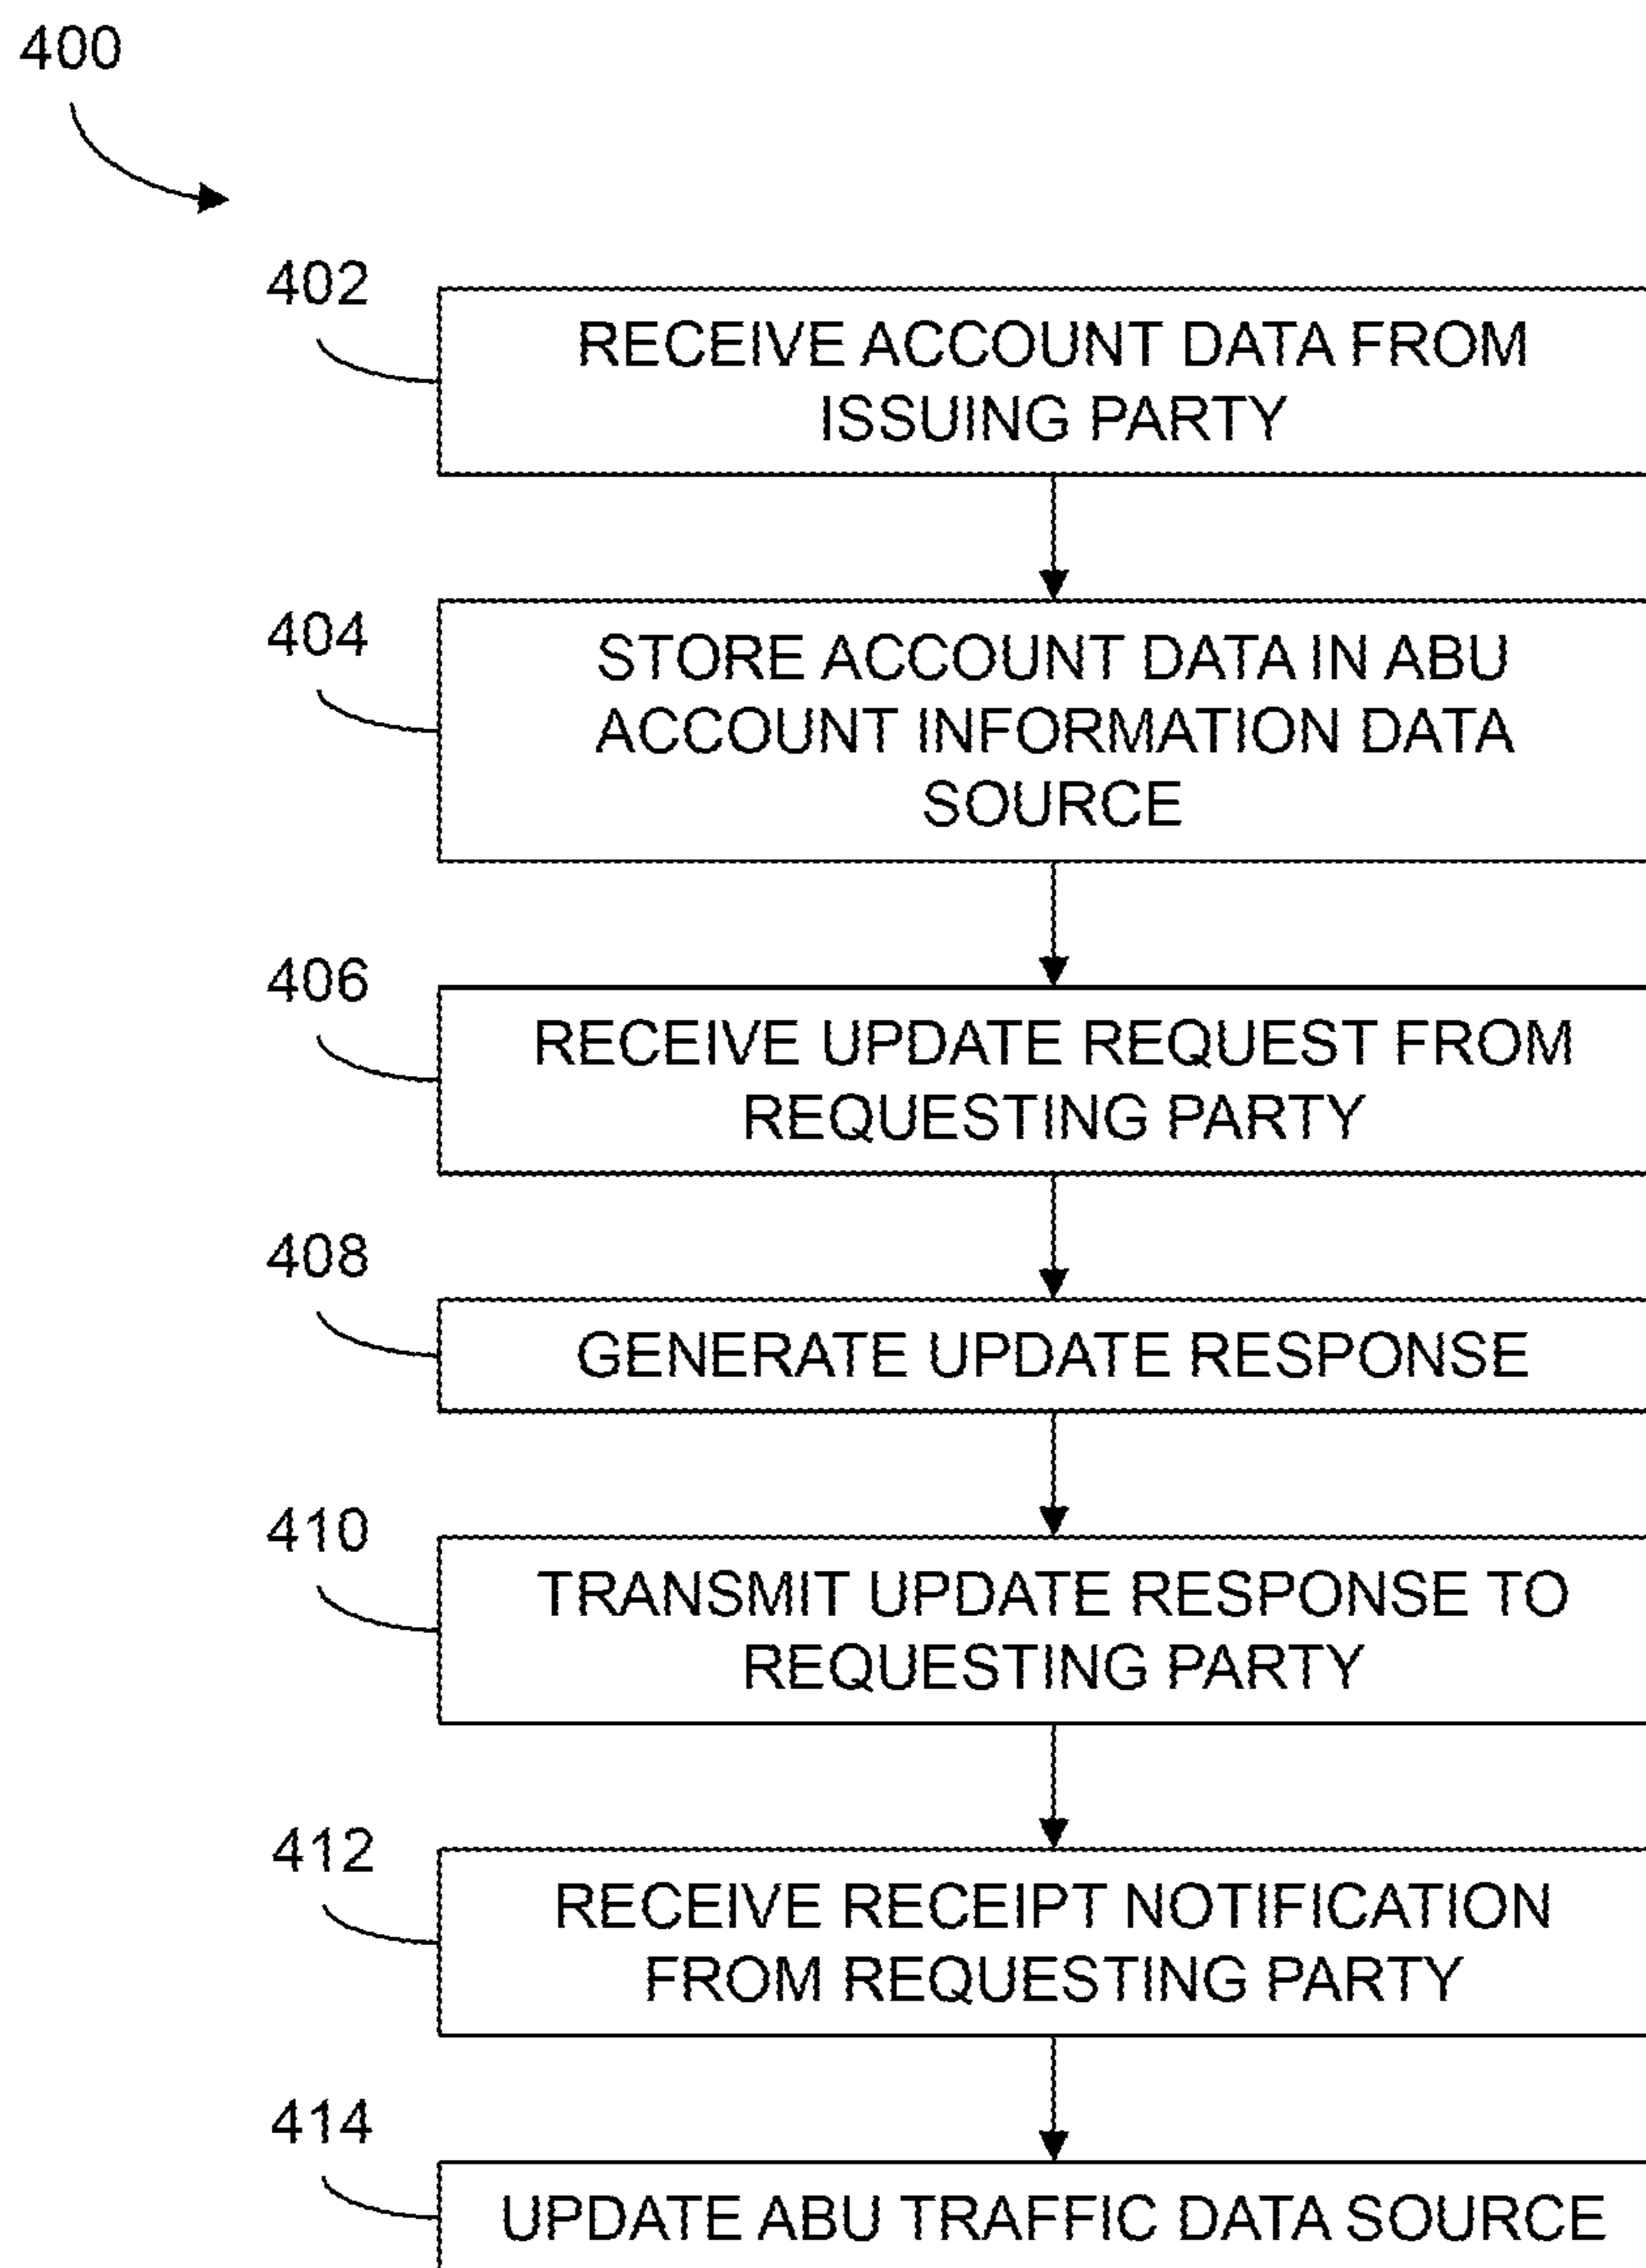 400
402
RECEIVE ACCOUNT DATA FROM
ISSUING PARTY
404
STORE ACCOUNT DATA IN ABU
ACCOUNT INFORMATION DATA
SOURCE
406
RECEIVE UPDATE REQUEST FROM
REQUESTING PARTY
408
GENERATE UPDATE RESPONSE
410
TRANSMIT UPDATE RESPONSE TO
REQUESTING PARTY
412
RECEIVE RECEIPT NOTIFICATION
FROM REQUESTING PARTY
414
UPDATE ABU TRAFFIC DATA SOURCE